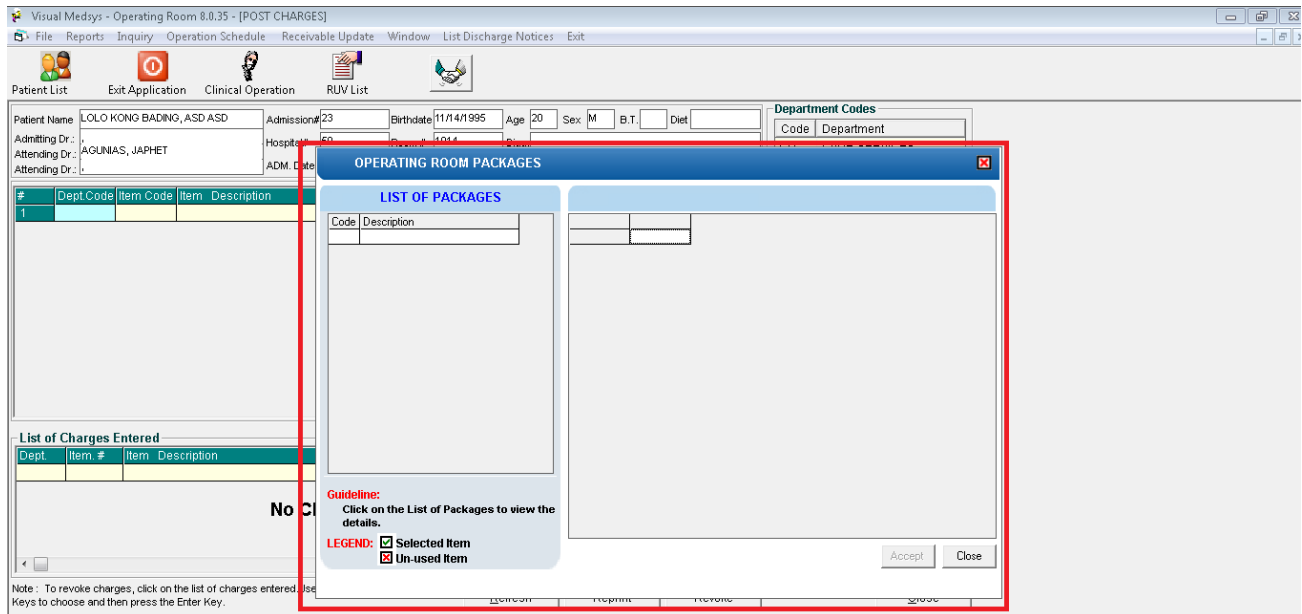 Visual Medsys - Operating Room 8.0.35 - [POST CHARGES]
File Reports Inquiry Operation Schedule Receivable Update Window List Discharge Notices Exit
Patient List Exit Application Clinical Operation RUV List
Patient Name LOLO KONG BADING, ASD ASD Admission# 23 Birthdate 11/14/1995 Age 20 Sex M B.T. Diet
Department Codes
Code Department
Admitting Dr.: ,
Attending Dr.: AGUNIAS, JAPHET
Attending Dr.: ,
ADM. Date
OPERATING ROOM PACKAGES
# Dept.Code Item Code Item Description
1
LIST OF PACKAGES
Code Description
List of Charges Entered
Dept. Item. # Item Description
Guideline:
Click on the List of Packages to view the
details.
LEGEND: Selected Item
Un-used Item
Accept Close
Note : To revoke charges, click on the list of charges entered.
Keys to choose and then press the Enter Key.
Refresh Reprint Revoke Close